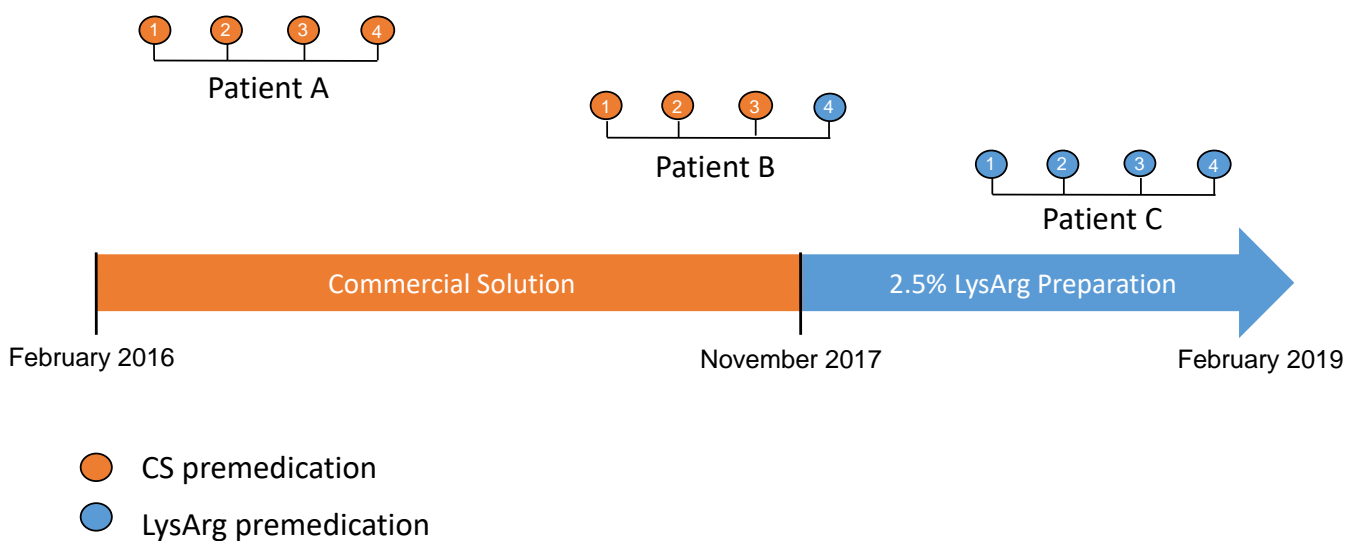 1 2 3 4
Patient A
1 2 3 4
Patient B
1 2 3 4
Patient C
Commercial Solution 2.5% LysArg Preparation
February 2016 November 2017 February 2019
CS premedication
LysArg premedication